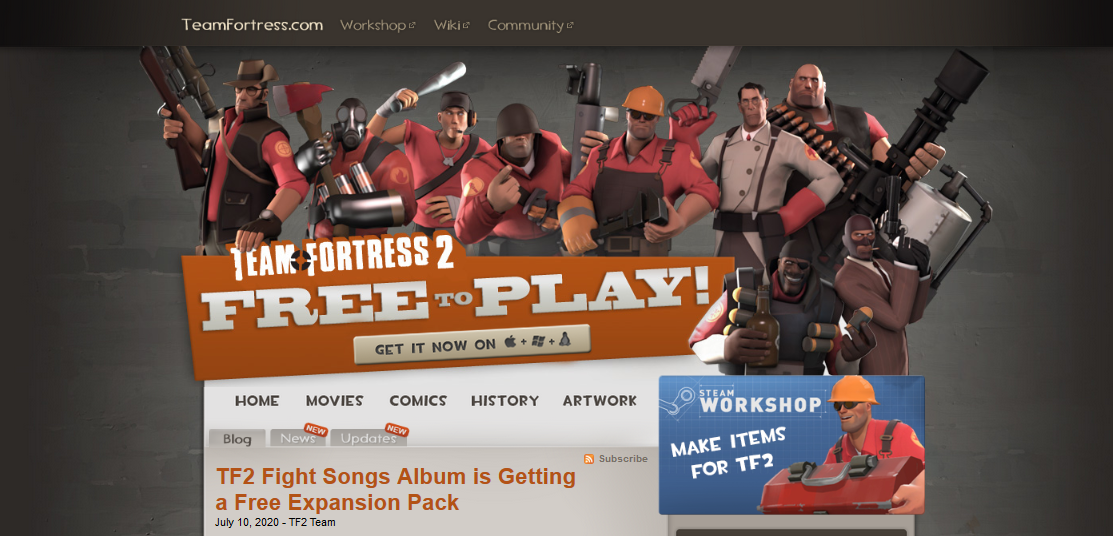 TeamFortress.com Workshop Wiki Community
TEAM FORTRESS 2
FREE TO PLAY!
GET IT NOW ON + +
HOME MOVIES COMICS HISTORY ARTWORK
STEAM
WORKSHOP
MAKE ITEMS
FOR TF2
Blog News NEW Updates NEW
Subscribe
TF2 Fight Songs Album is Getting
a Free Expansion Pack
July 10, 2020 - TF2 Team